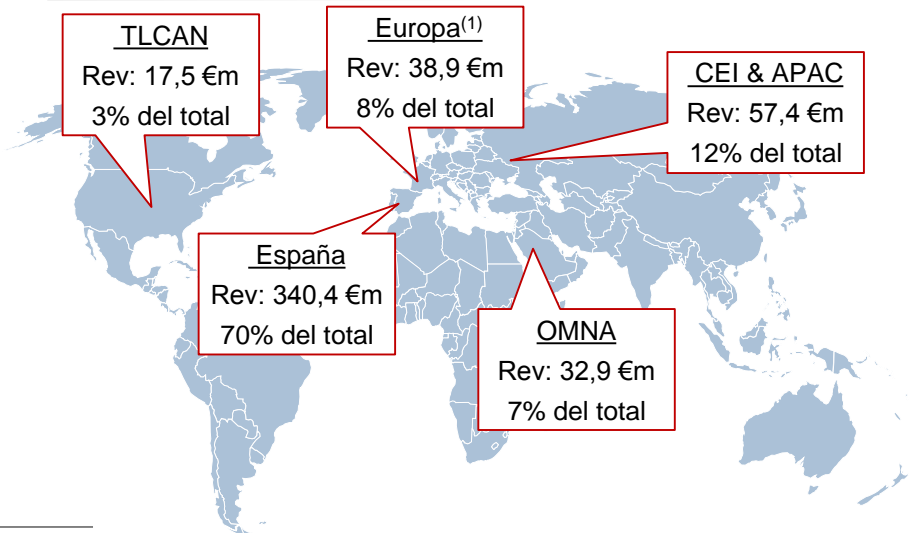 TLCAN
Rev: 17,5 €m
3% del total
Europa(1)
Rev: 38,9 €m
8% del total
CEI & APAC
Rev: 57,4 €m
12% del total
España
Rev: 340,4 €m
70% del total
OMNA
Rev: 32,9 €m
7% del total